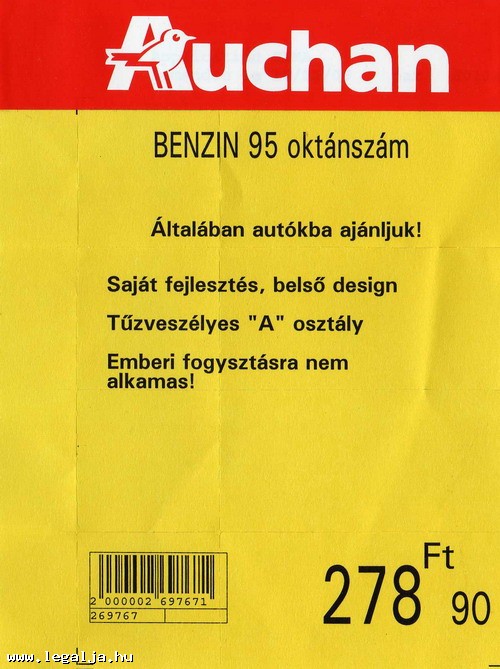 Auchan
BENZIN 95 oktánszám
Általában autókba ajánljuk!
Saját fejlesztés, belső design
Tűzveszélyes "A" osztály
Emberi fogysztásra nem
alkamas!
2 000002 697671
269767
278 Ft 90
www.legalja.hu